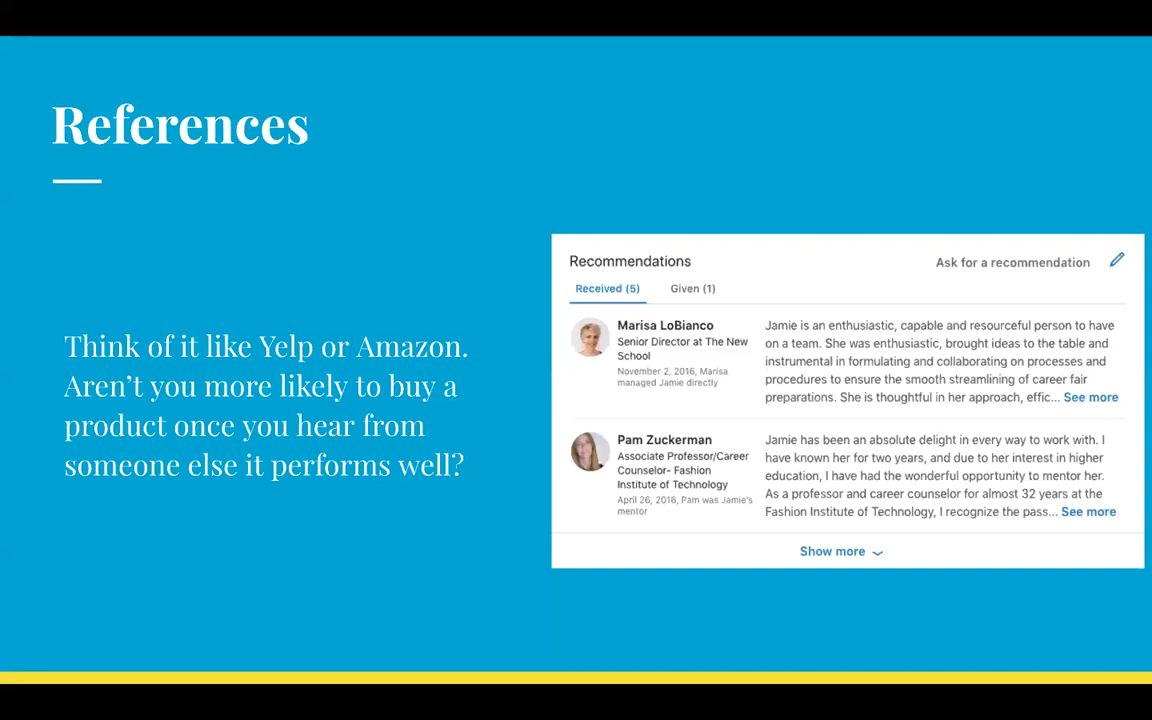 References
Think of it like Yelp or Amazon.
Aren’t you more likely to buy a
product once you hear from
someone else it performs well?
Recommendations
Ask for a recommendation
Received (5)
Given (1)
Marisa LoBianco
Senior Director at The New
School
November 2, 2016, Marisa
managed Jamie directly
Jamie is an enthusiastic, capable and resourceful person to have
on a team. She was enthusiastic, brought ideas to the table and
instrumental in formulating and collaborating on processes and
procedures to ensure the smooth streamlining of career fair
preparations. She is thoughtful in her approach, effic... See more
Pam Zuckerman
Associate Professor/Career
Counselor- Fashion
Institute of Technology
April 26, 2016, Pam was Jamie's
mentor
Jamie has been an absolute delight in every way to work with. I
have known her for two years, and due to her interest in higher
education, I have had the wonderful opportunity to mentor her.
As a professor and career counselor for almost 32 years at the
Fashion Institute of Technology, I recognize the pass... See more
Show more